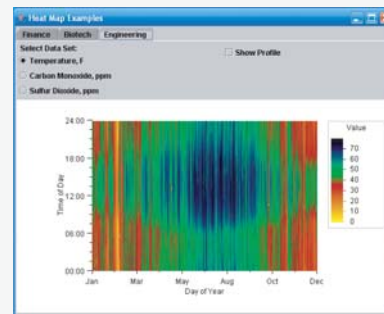 Heat Map Examples
Finance Biotech Engineering
Select Data Set:
Show Profile
Temperature, F
Carbon Monoxide, ppm
Sulfur Dioxide, ppm
24:00
18:00
12:00
06:00
00:00
Time of Day
Jan Mar May Jul Aug Oct Dec
Day of Year
Value
70
60
50
40
30
20
10
0